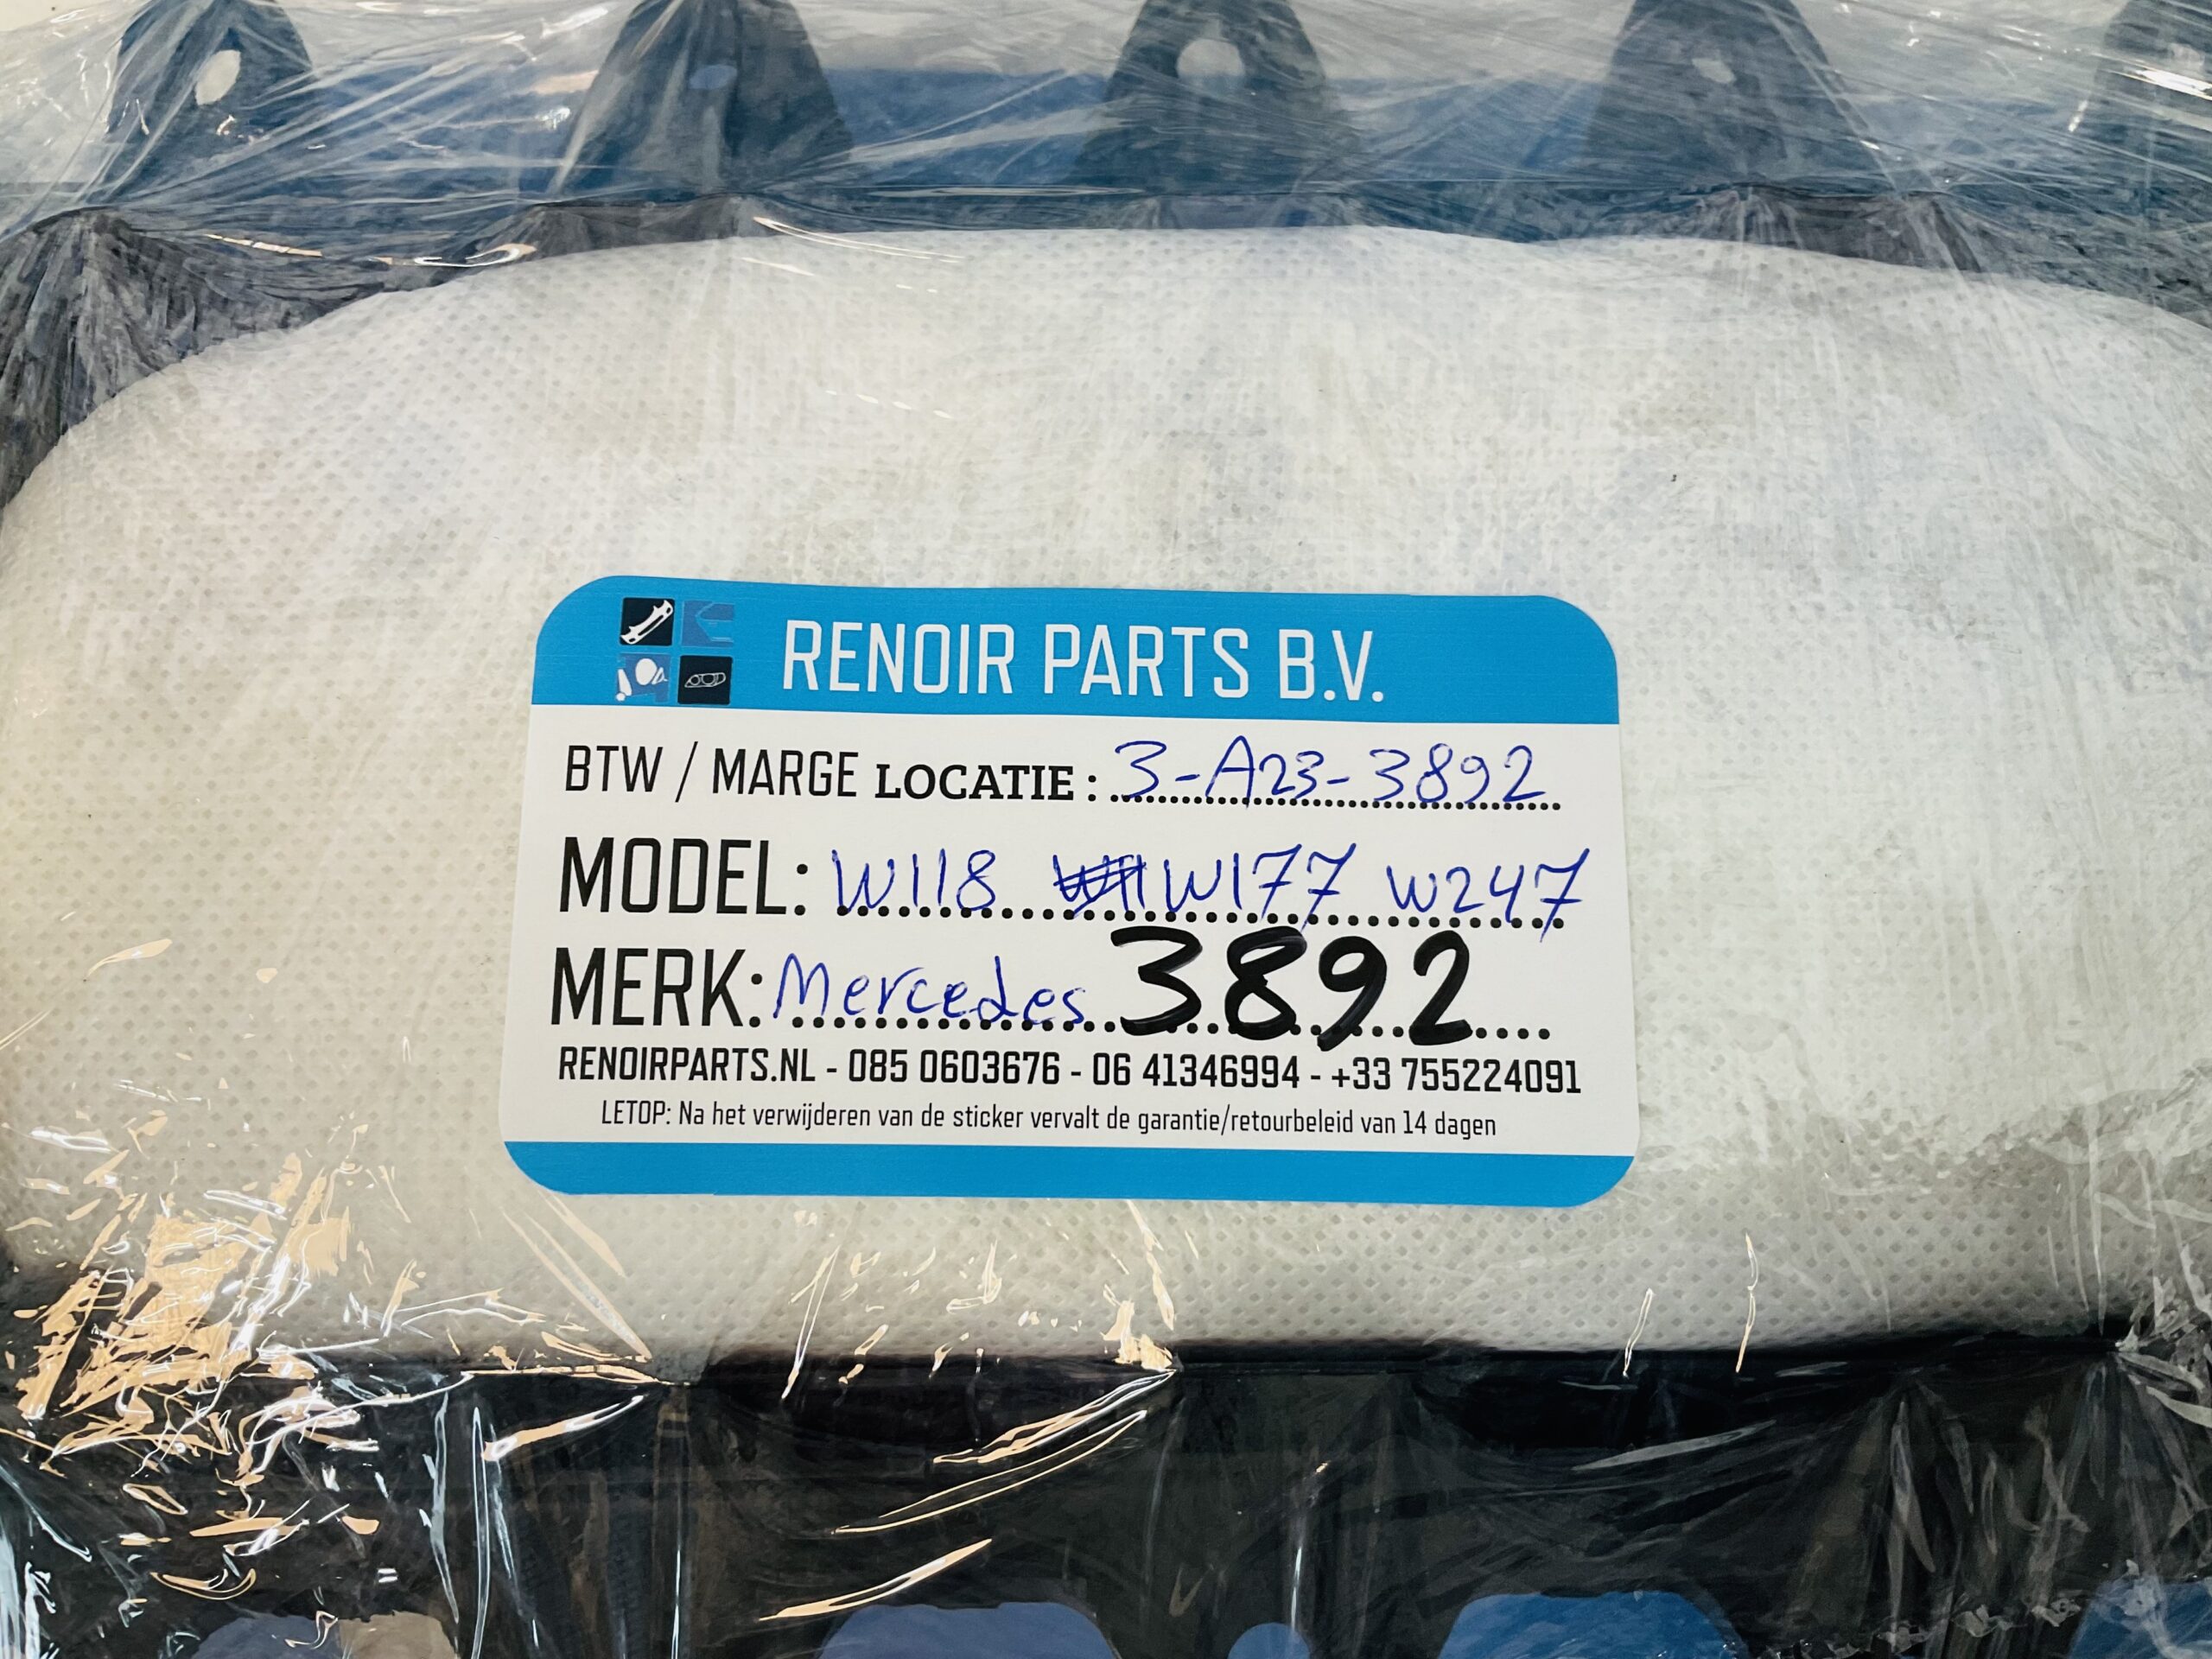 RENOIR PARTS B.V.
BTW / MARGE LOCATIE : 3-A23-3892
MODEL: W118 W177 W247
MERK: Mercedes 3892
RENOIRPARTS.NL - 085 0603676 - 06 41346994 - +33 755224091
LETOP: Na het verwijderen van de sticker vervalt de garantie/retourbeleid van 14 dagen